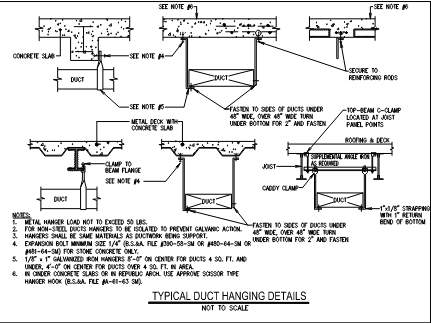 SEE NOTE #6
SEE NOTE #6
CONCRETE SLAB
SEE NOTE #4
DUCT
DUCT
SECURE TO
REINFORCING RODS
SEE NOTE #5
FASTEN TO SIDES OF DUCTS UNDER
48" WIDE, OVER 48" WIDE TURN
UNDER BOTTOM FOR 2" AND FASTEN
METAL DECK WITH
CONCRETE SLAB
TOP-BEAM C-CLAMP
LOCATED AT JOIST
PANEL POINTS
ROOFING & DECK
CLAMP TO
BEAM FLANGE
SUPPLEMENTAL ANGLE IRON
AS REQUIRED
JOIST
SEE NOTE #4
CADDY CLAMP
DUCT
DUCT
DUCT
1"x1/8" STRAPPING
WITH 1" RETURN
BEND OF BOTTOM
FASTEN TO SIDES OF DUCTS UNDER
48" WIDE, OVER 48" WIDE TURN
UNDER BOTTOM FOR 2" AND FASTEN
NOTES:
1. METAL HANGER LOAD NOT TO EXCEED 50 LBS.
2. FOR NON-STEEL DUCTS HANGERS TO BE ISOLATED TO PREVENT GALVANIC ACTION.
3. HANGERS SHALL BE SAME MATERIALS AS DUCTWORK BEING SUPPORT.
4. EXPANSION BOLT MINIMUM SIZE 1/4" (B.S.&A. FILE #390-58-SM OR #480-64-SM OR
#481-64-SM) FOR STONE CONCRETE ONLY.
5. 1/8" x 1" GALVANIZED IRON HANGERS 8'-0" ON CENTER FOR DUCTS 4 SQ. FT. AND
UNDER, 4'-0" ON CENTER FOR DUCTS OVER 4 SQ. FT. IN AREA.
6. IN CINDER CONCRETE SLABS OR IN REPUBLIC ARCH. USE APPROVE SCISSOR TYPE
HANGER HOOK (B.S.&A. FILE #A-61-63 SM).
TYPICAL DUCT HANGING DETAILS
NOT TO SCALE